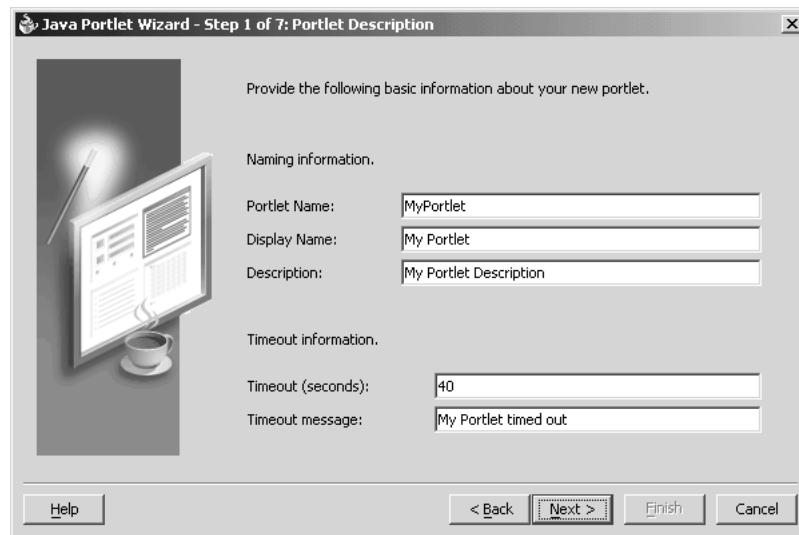 Java Portlet Wizard - Step 1 of 7: Portlet Description
Provide the following basic information about your new portlet.
Naming information.
Portlet Name: MyPortlet
Display Name: My Portlet
Description: My Portlet Description
Timeout information.
Timeout (seconds): 40
Timeout message: My Portlet timed out
Help < Back Next > Finish Cancel